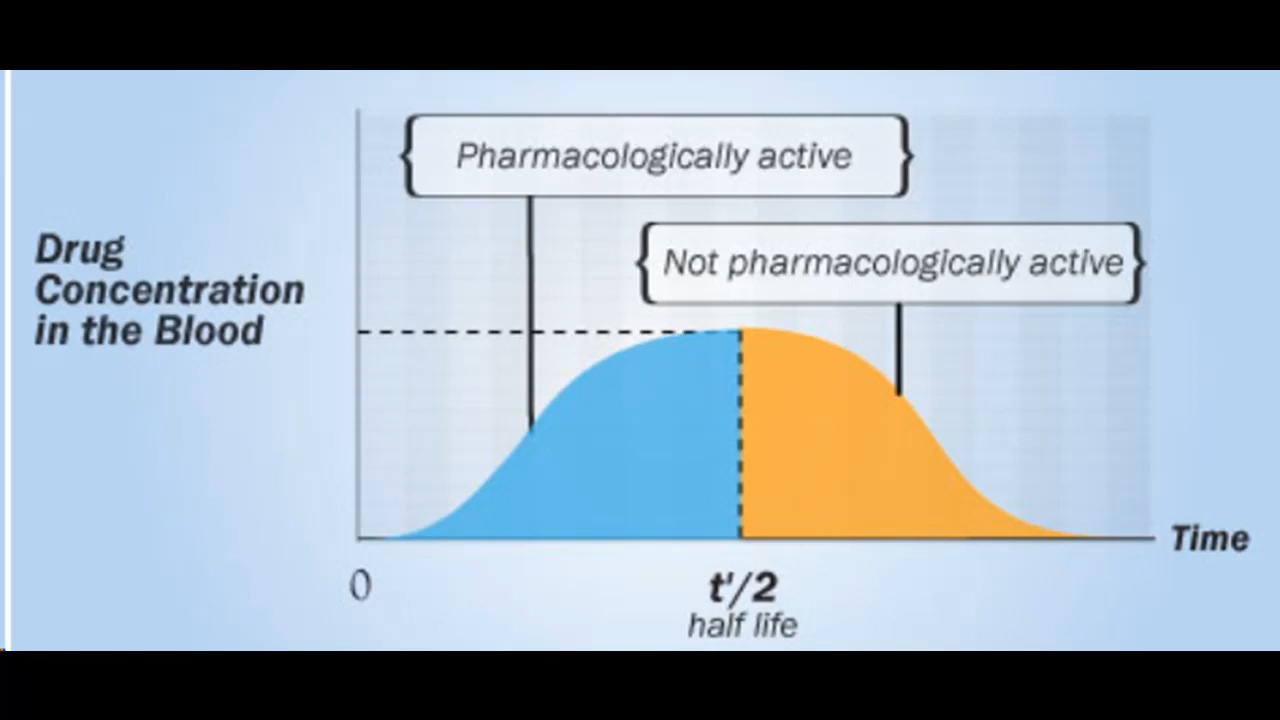 Pharmacologically active
Not pharmacologically active
Drug
Concentration
in the Blood
Time
0
t'/2
half life